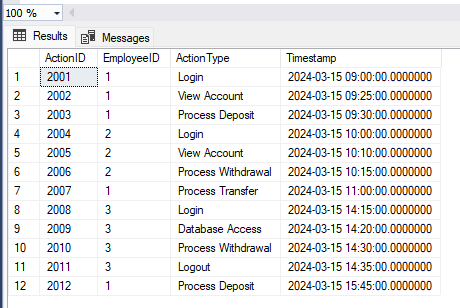 100 %
Results Messages
ActionID EmployeeID ActionType Timestamp
1 2001 1 Login 2024-03-15 09:00:00.0000000
2 2002 1 View Account 2024-03-15 09:25:00.0000000
3 2003 1 Process Deposit 2024-03-15 09:30:00.0000000
4 2004 2 Login 2024-03-15 10:00:00.0000000
5 2005 2 View Account 2024-03-15 10:10:00.0000000
6 2006 2 Process Withdrawal 2024-03-15 10:15:00.0000000
7 2007 1 Process Transfer 2024-03-15 11:00:00.0000000
8 2008 3 Login 2024-03-15 14:15:00.0000000
9 2009 3 Database Access 2024-03-15 14:20:00.0000000
10 2010 3 Process Withdrawal 2024-03-15 14:30:00.0000000
11 2011 3 Logout 2024-03-15 14:35:00.0000000
12 2012 1 Process Deposit 2024-03-15 15:45:00.0000000